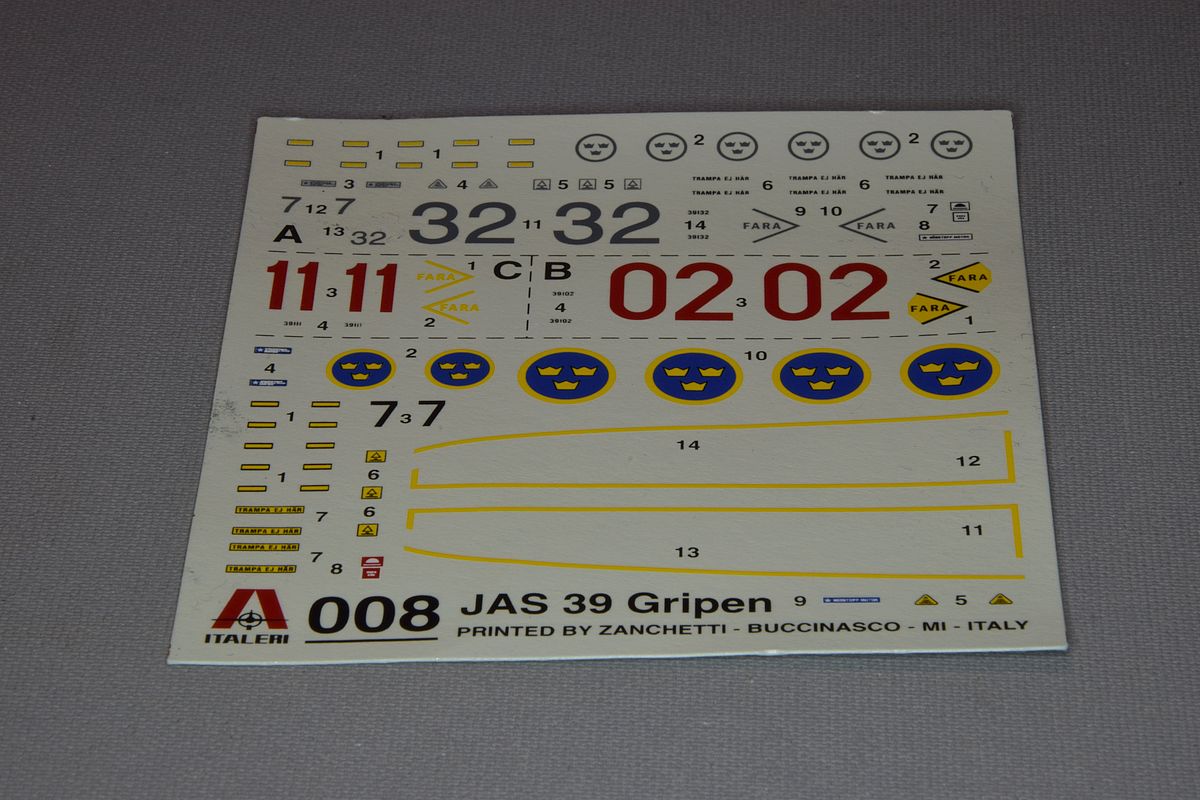 1 1 2 2
3 4 5 5 TRAMPA EJ HÄR TRAMPA EJ HÄR TRAMPA EJ HÄR
TRAMPA EJ HÄR 6 TRAMPA EJ HÄR 6 TRAMPA EJ HÄR
7 12 7 32 11 32 39132 14 39132 FARA 9 10 FARA 7 8
A 13 32
11 3 11 FARA 1 C B 39102 02 3 02 2 FARA
39111 4 39111 FARA 2 4 39102 FARA 1
4 2 10
1 7 3 7
14 12
1 6
TRAMPA EJ HÄR 7 6 11
TRAMPA EJ HÄR
TRAMPA EJ HÄR 7 13
TRAMPA EJ HÄR 8
ITALERI 008 JAS 39 Gripen 9 5
PRINTED BY ZANCHETTI - BUCCINASCO - MI - ITALY